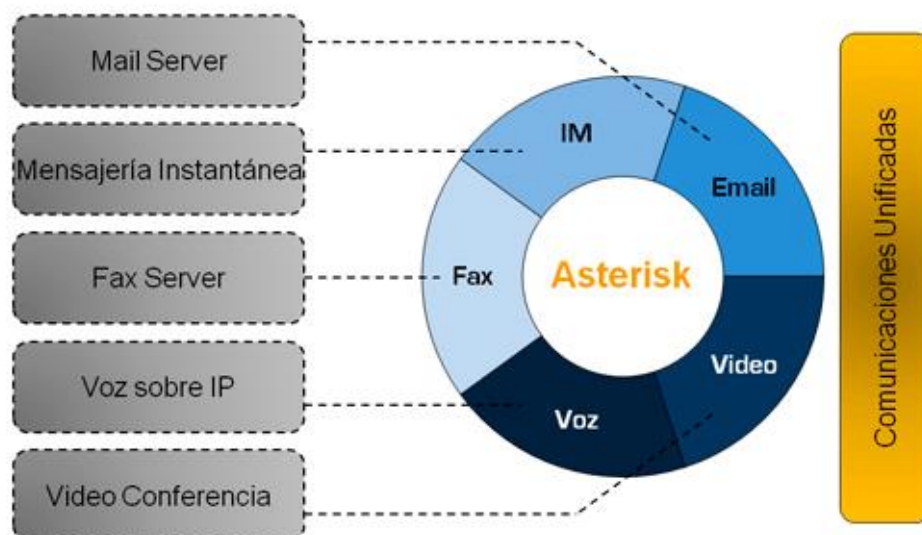 Mail Server
Mensajería Instantánea
Fax Server
Voz sobre IP
Video Conferencia
IM
Email
Fax
Asterisk
Video
Voz
Comunicaciones Unificadas